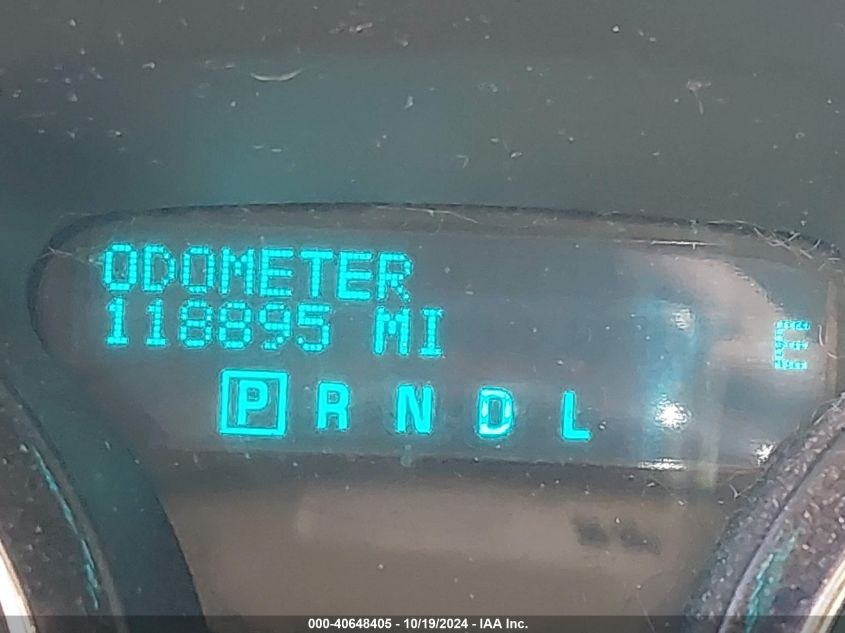 ODOMETER
118895 MI
E
P R N D L
000-40648405 - 10/19/2024 - IAA Inc.